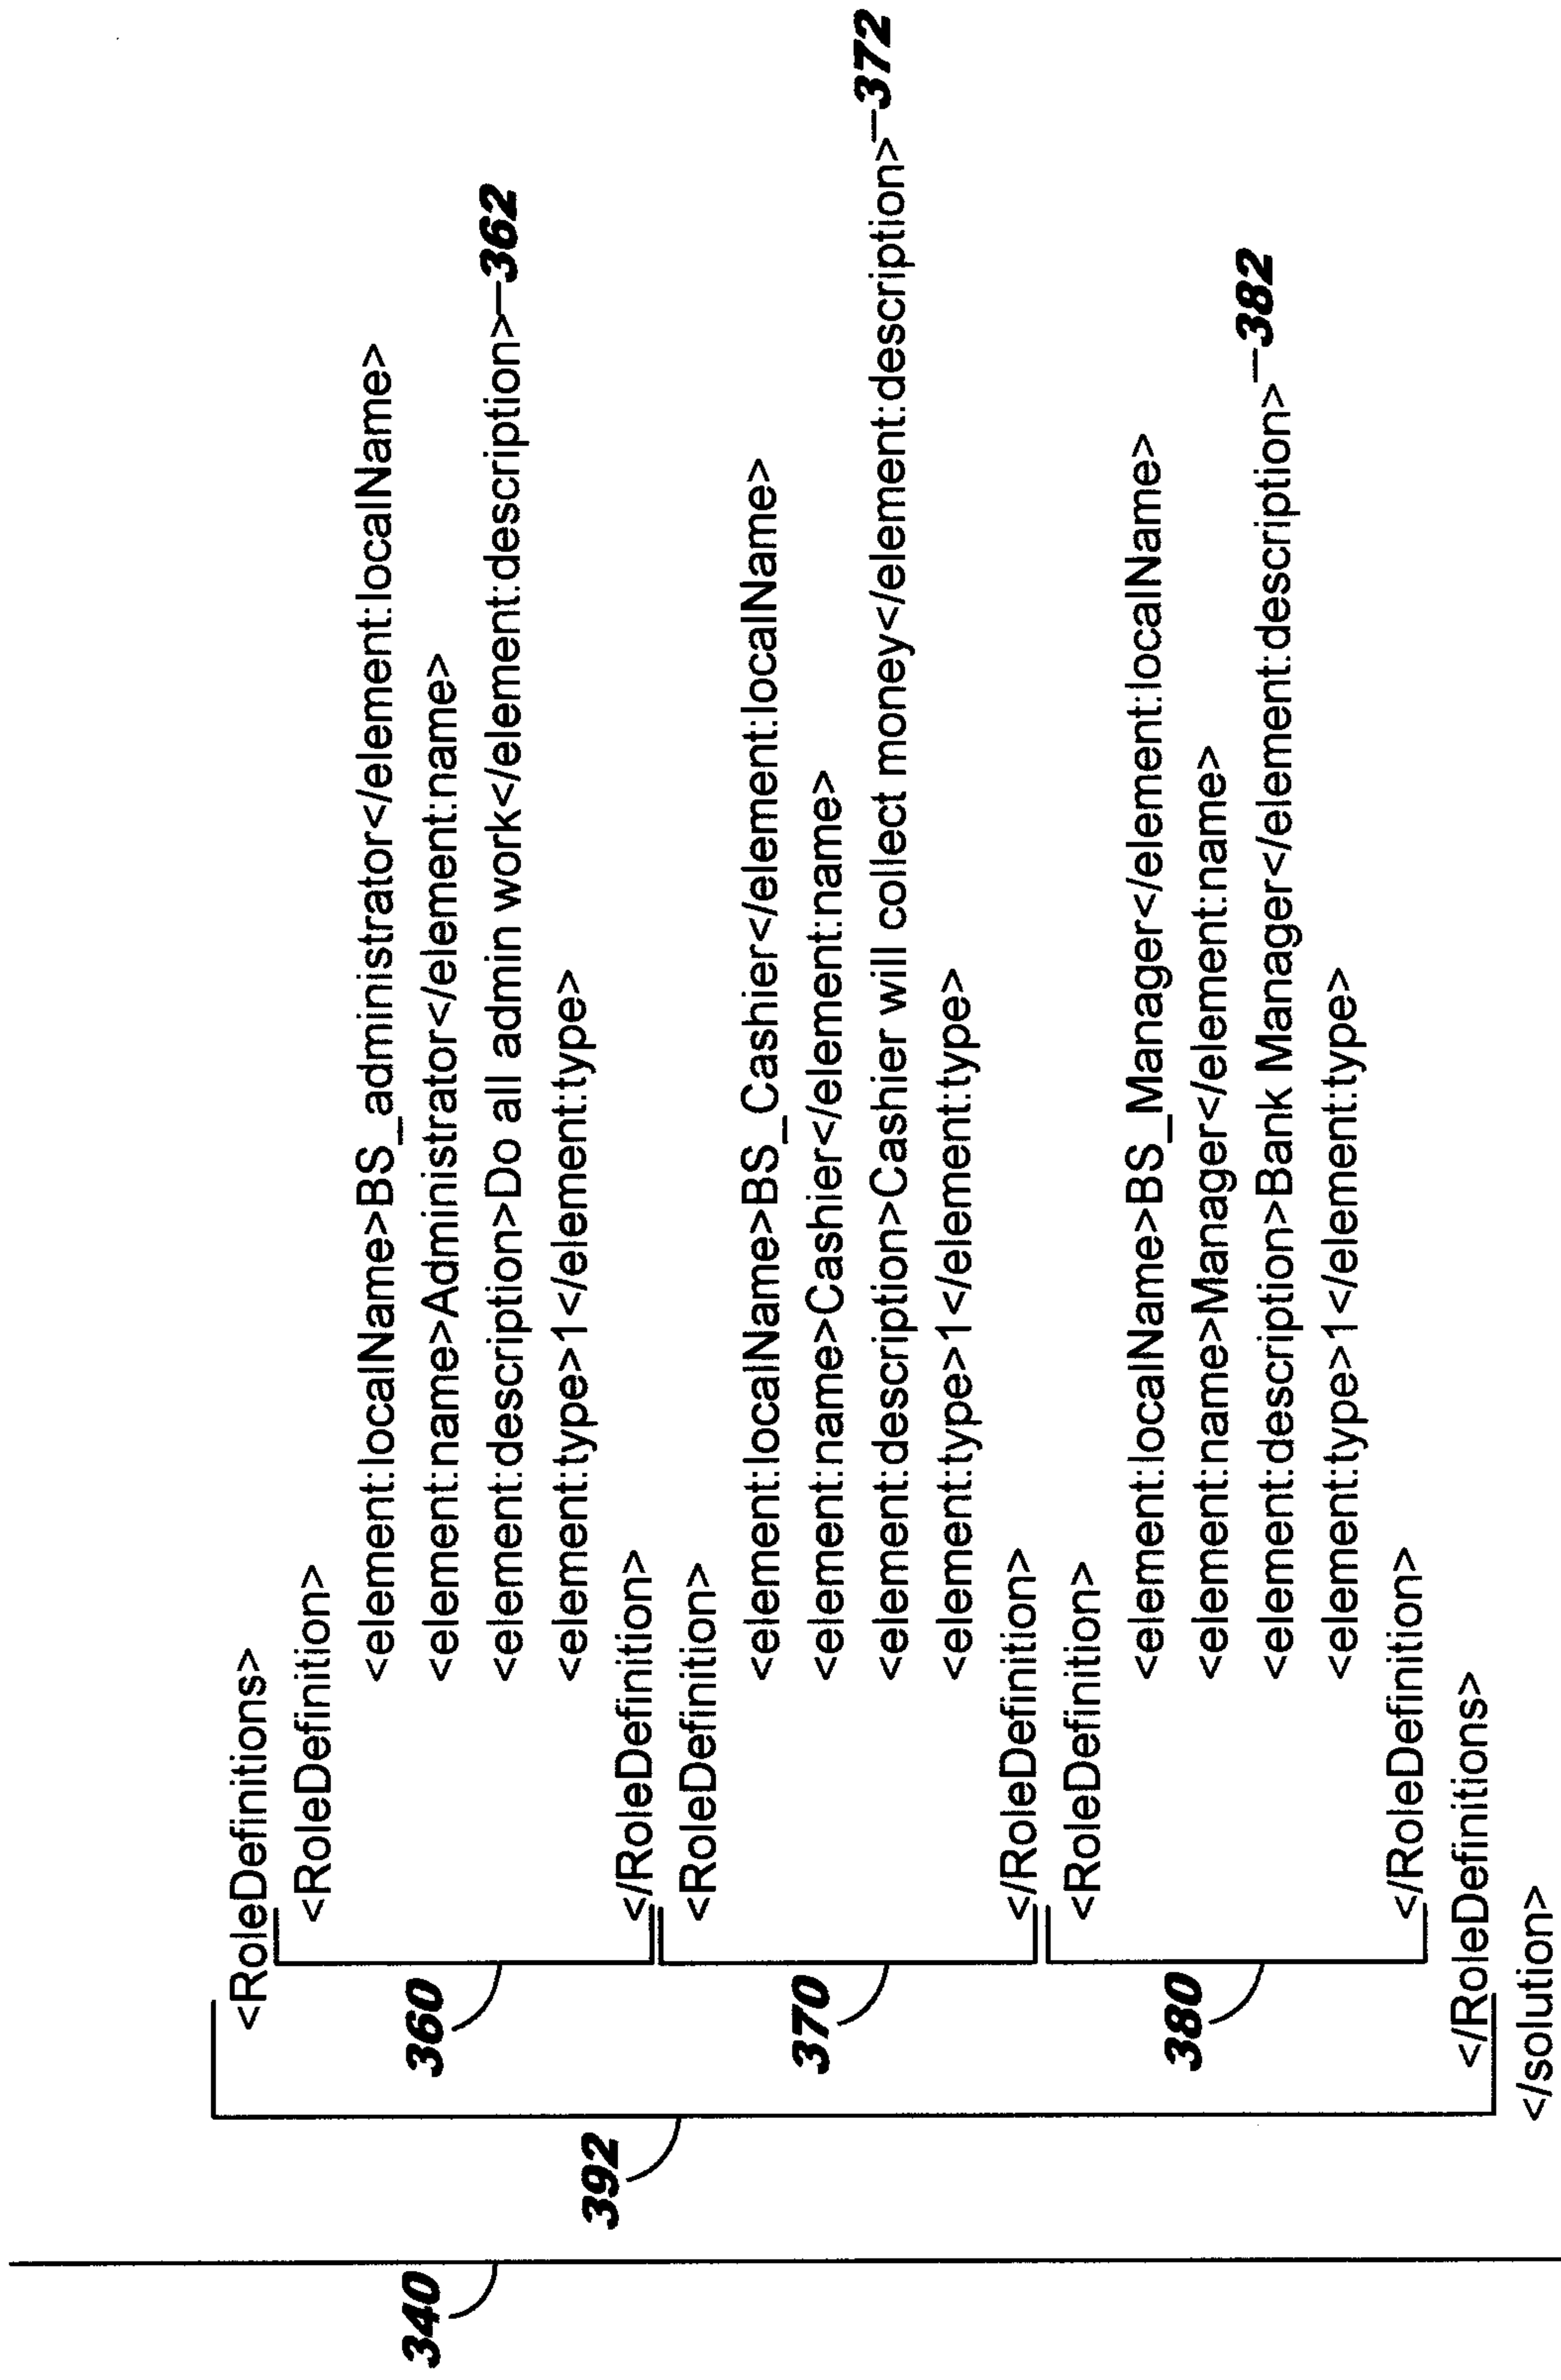 <RoleDefinitions>
<RoleDefinition>
<element:localName>BS_administrator</element:localName>
<element:name>Administrator</element:name>
<element:description>Do all admin work</element:description> 362
<element:type>1</element:type>
360
</RoleDefinition>
<RoleDefinition>
<element:localName>BS_Cashier</element:localName>
<element:name>Cashier</element:name>
<element:description>Cashier will collect money</element:description> 372
<element:type>1</element:type>
370
</RoleDefinition>
<RoleDefinition>
<element:localName>BS_Manager</element:localName>
<element:name>Manager</element:name>
<element:description>Bank Manager</element:description> 382
<element:type>1</element:type>
380
</RoleDefinition>
</RoleDefinitions>
</solution>
392
340